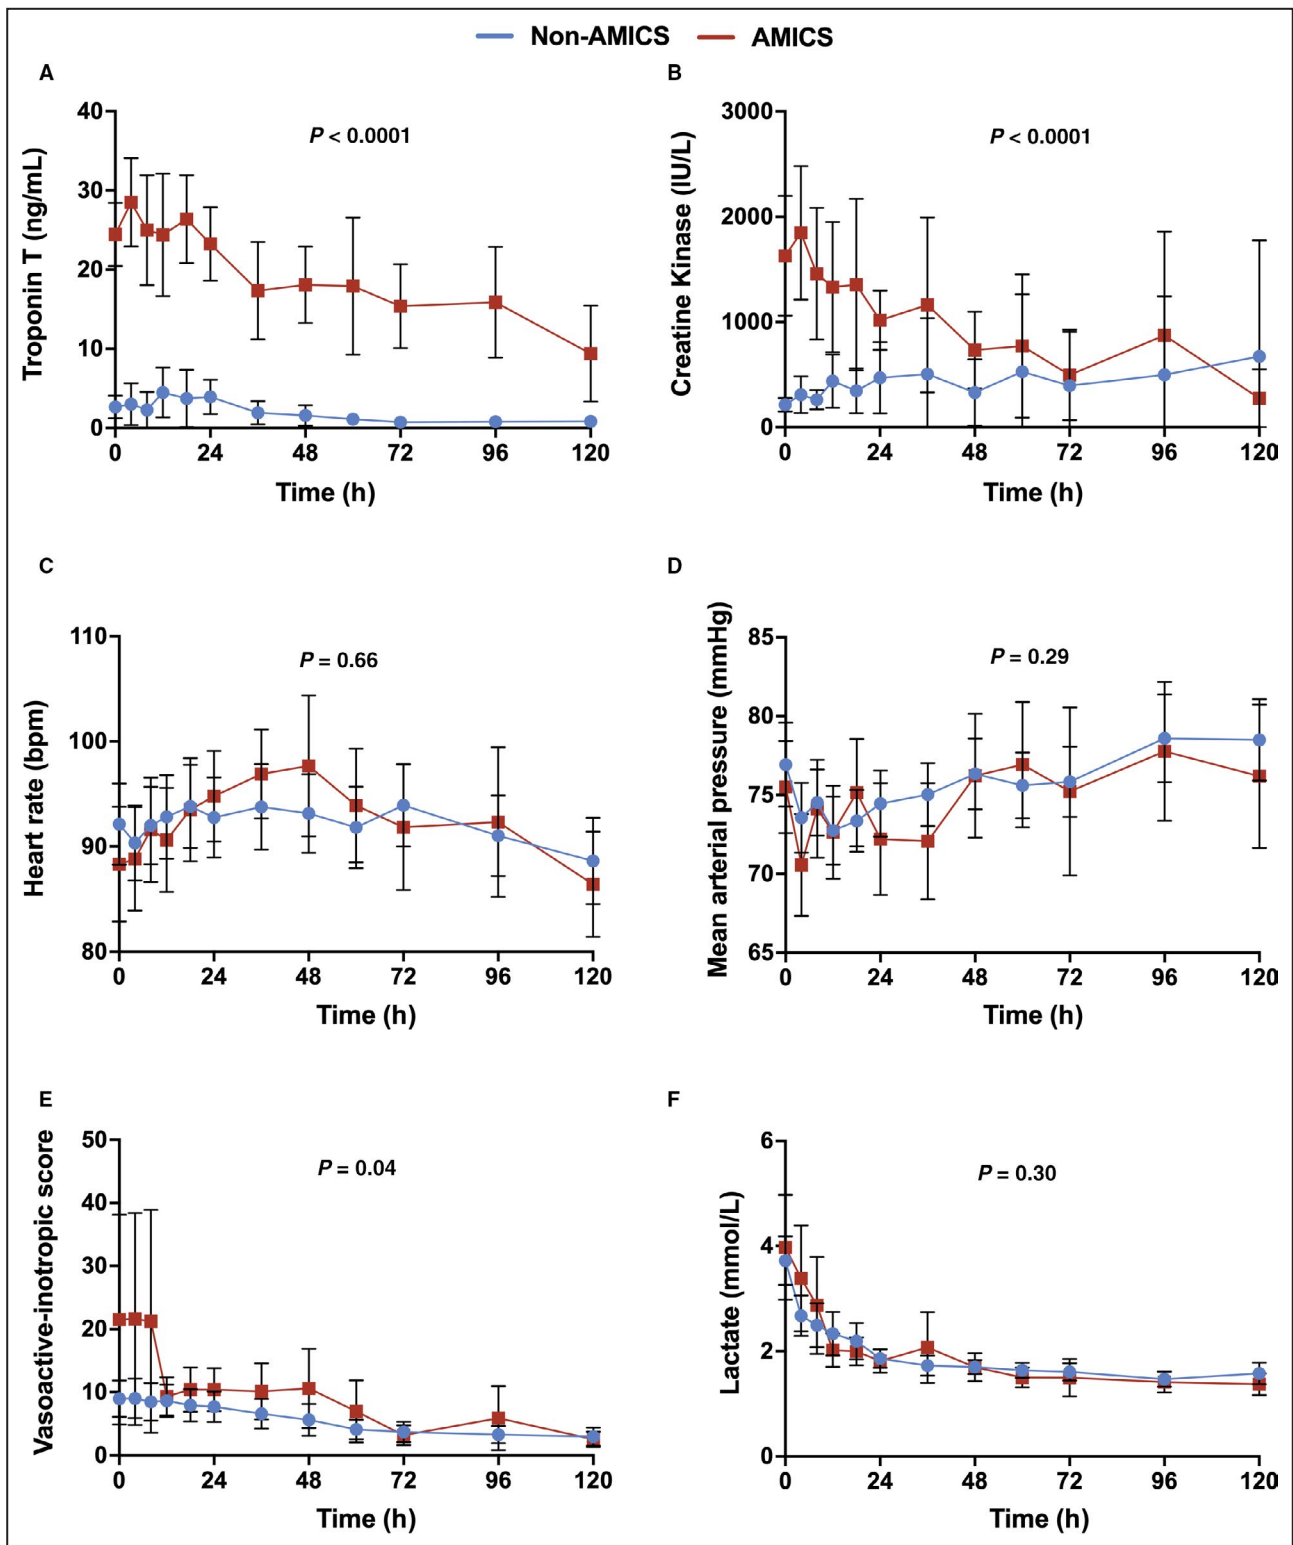 Non-AMICS AMICS
A
Troponin T (ng/mL)
40
30
20
10
0
P < 0.0001
0 24 48 72 96 120
Time (h)
B
Creatine Kinase (IU/L)
3000
2000
1000
0
P < 0.0001
0 24 48 72 96 120
Time (h)
C
Heart rate (bpm)
110
100
90
80
P = 0.66
0 24 48 72 96 120
Time (h)
D
Mean arterial pressure (mmHg)
85
80
75
70
65
P = 0.29
0 24 48 72 96 120
Time (h)
E
Vasoactive-inotropic score
50
40
30
20
10
0
P = 0.04
0 24 48 72 96 120
Time (h)
F
Lactate (mmol/L)
6
4
2
0
P = 0.30
0 24 48 72 96 120
Time (h)